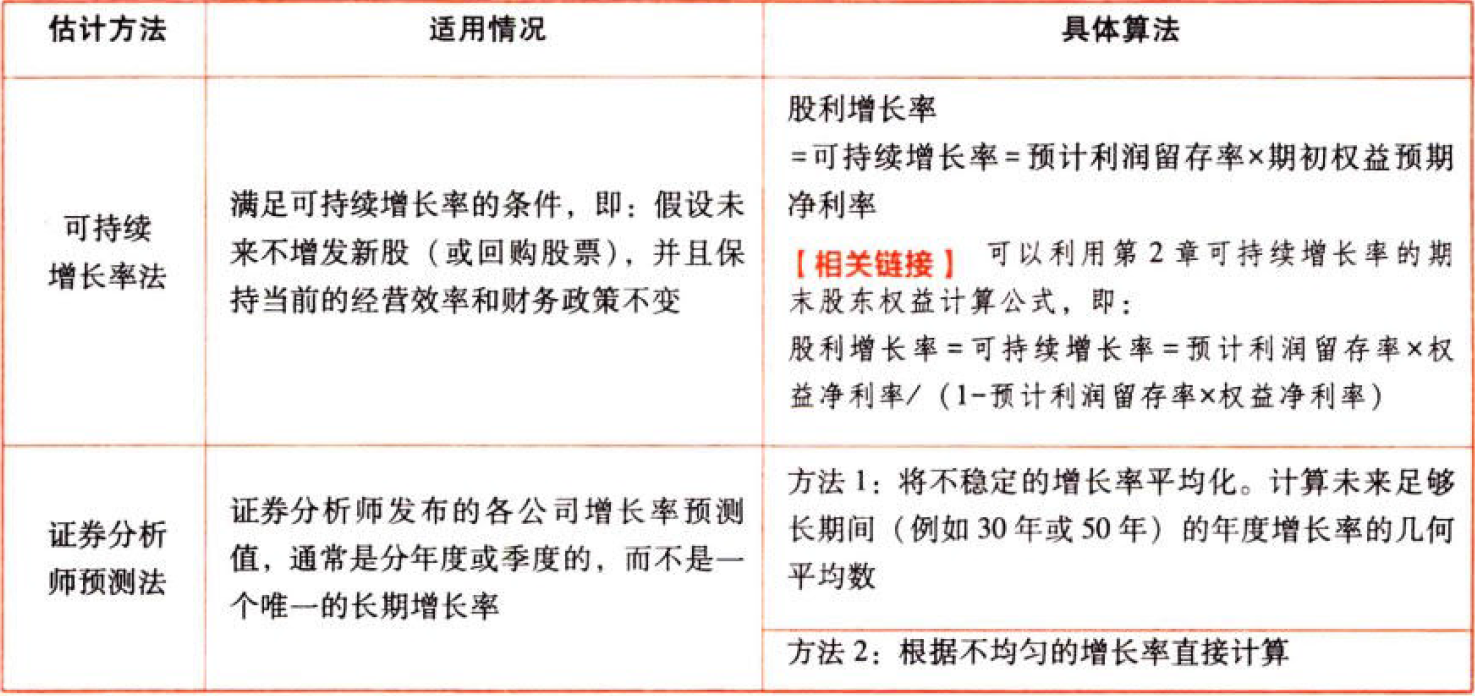 估计方法
适用情况
具体算法
可持续
增长率法
满足可持续增长率的条件，即：假设未
来不增发新股（或回购股票），并且保
持当前的经营效率和财务政策不变
股利增长率
=可持续增长率=预计利润留存率×期初权益预期
净利率
【相关链接】 可以利用第2章可持续增长率的期
末股东权益计算公式，即：
股利增长率=可持续增长率=预计利润留存率×权
益净利率/（1-预计利润留存率×权益净利率）
证券分析
师预测法
证券分析师发布的各公司增长率预测
值，通常是分年度或季度的，而不是一
个唯一的长期增长率
方法1：将不稳定的增长率平均化。计算未来足够
长期间（例如30年或50年）的年度增长率的几何
平均数
方法2：根据不均匀的增长率直接计算